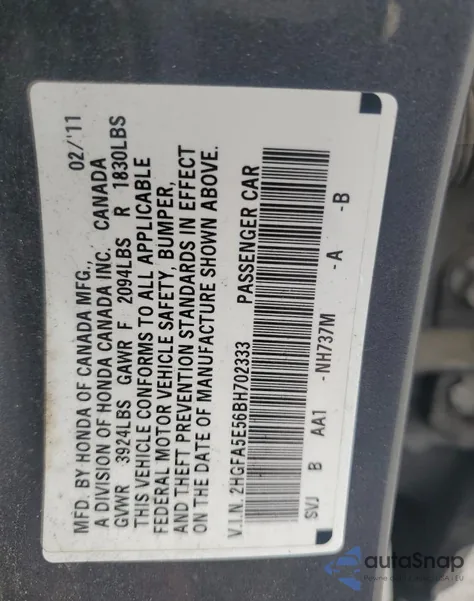 MFD. BY HONDA OF CANADA MFG., 02/'11
A DIVISION OF HONDA CANADA INC. CANADA
GVWR 3924LBS GAWR F 2094LBS R 1830LBS
THIS VEHICLE CONFORMS TO ALL APPLICABLE
FEDERAL MOTOR VEHICLE SAFETY, BUMPER,
AND THEFT PREVENTION STANDARDS IN EFFECT
ON THE DATE OF MANUFACTURE SHOWN ABOVE.
V.I.N. 2HGFA5E56BH702333 PASSENGER CAR
SVJ B AA1 -NH737M -A -B
autoSnap